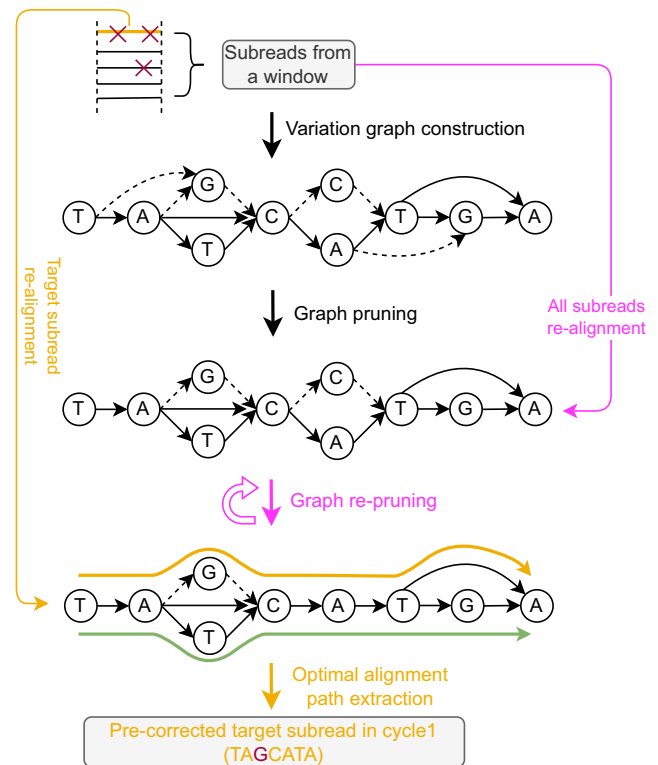 Subreads from
a window
Variation graph construction
G
C
T
A
C
T
G
A
T
A
Target subread
re-alignment
All subreads
re-alignment
Graph pruning
G
C
T
A
C
T
G
A
T
A
Graph re-pruning
G
T
A
C
A
T
G
A
T
Optimal alignment
path extraction
Pre-corrected target subread in cycle1
(TAGCATA)